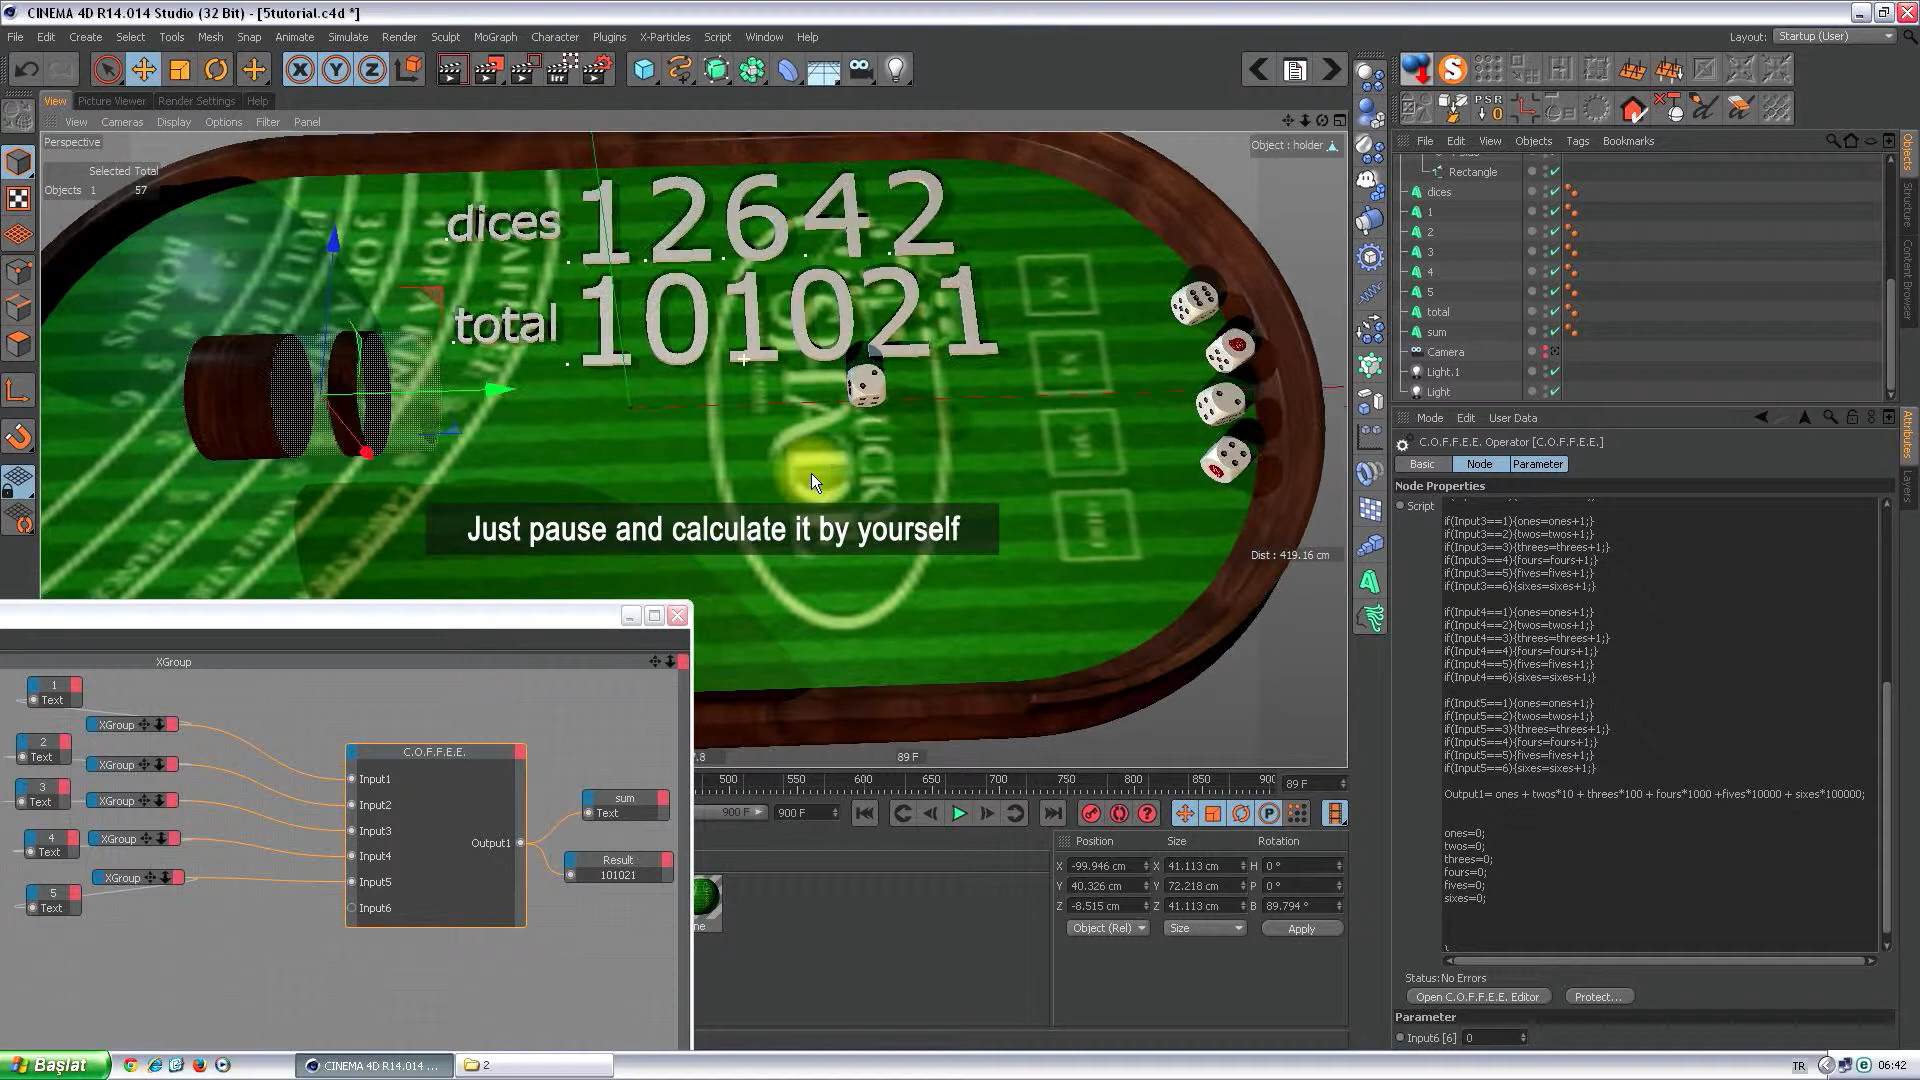 CINEMA 4D R14.014 Studio (32 Bit) - [5tutorial.c4d *]
File Edit Create Select Tools Mesh Snap Animate Simulate Render Sculpt MoGraph Character Plugins X-Particles Script Window Help
Layout: Startup (User)
X Y Z
PSR
View Picture Viewer Render Settings Help
View Cameras Display Options Filter Panel
Perspective
Selected Total
Objects 1 57
Object : holder
dices 12642
total 101021
Just pause and calculate it by yourself
Dist : 419.16 cm
89 F
500 550 600 650 700 750 800 850 900
89 F
900 F
900 F
File Edit View Objects Tags Bookmarks
Rectangle
dices
1
2
3
4
5
total
sum
Camera
Light.1
Light
Objects
Structure
Content Browser
Attributes
Layers
Mode Edit User Data
C.O.F.F.E.E. Operator [C.O.F.F.E.E.]
Basic Node Parameter
Node Properties
Script
if(Input3==1){ones=ones+1;}
if(Input3==2){twos=twos+1;}
if(Input3==3){threes=threes+1;}
if(Input3==4){fours=fours+1;}
if(Input3==5){fives=fives+1;}
if(Input3==6){sixes=sixes+1;}
if(Input4==1){ones=ones+1;}
if(Input4==2){twos=twos+1;}
if(Input4==3){threes=threes+1;}
if(Input4==4){fours=fours+1;}
if(Input4==5){fives=fives+1;}
if(Input4==6){sixes=sixes+1;}
if(Input5==1){ones=ones+1;}
if(Input5==2){twos=twos+1;}
if(Input5==3){threes=threes+1;}
if(Input5==4){fours=fours+1;}
if(Input5==5){fives=fives+1;}
if(Input5==6){sixes=sixes+1;}
Output1= ones + twos*10 + threes*100 + fours*1000 +fives*10000 + sixes*100000;
ones=0;
twos=0;
threes=0;
fours=0;
fives=0;
sixes=0;
Status:No Errors
Open C.O.F.F.E.E. Editor Protect...
Parameter
Input6 [6] 0
XGroup
1
Text
XGroup
2
Text
XGroup
3
Text
XGroup
4
Text
XGroup
5
Text
XGroup
C.O.F.F.E.E.
Input1
Input2
Input3
Input4
Input5
Input6
Output1
sum
Text
Result
101021
Position Size Rotation
X -99.946 cm X 41.113 cm H 0 °
Y 40.326 cm Y 72.218 cm P 0 °
Z -8.515 cm Z 41.113 cm B 89.794 °
Object (Rel) Size Apply
Başlat
CINEMA 4D R14.014 ...
2
TR
06:42